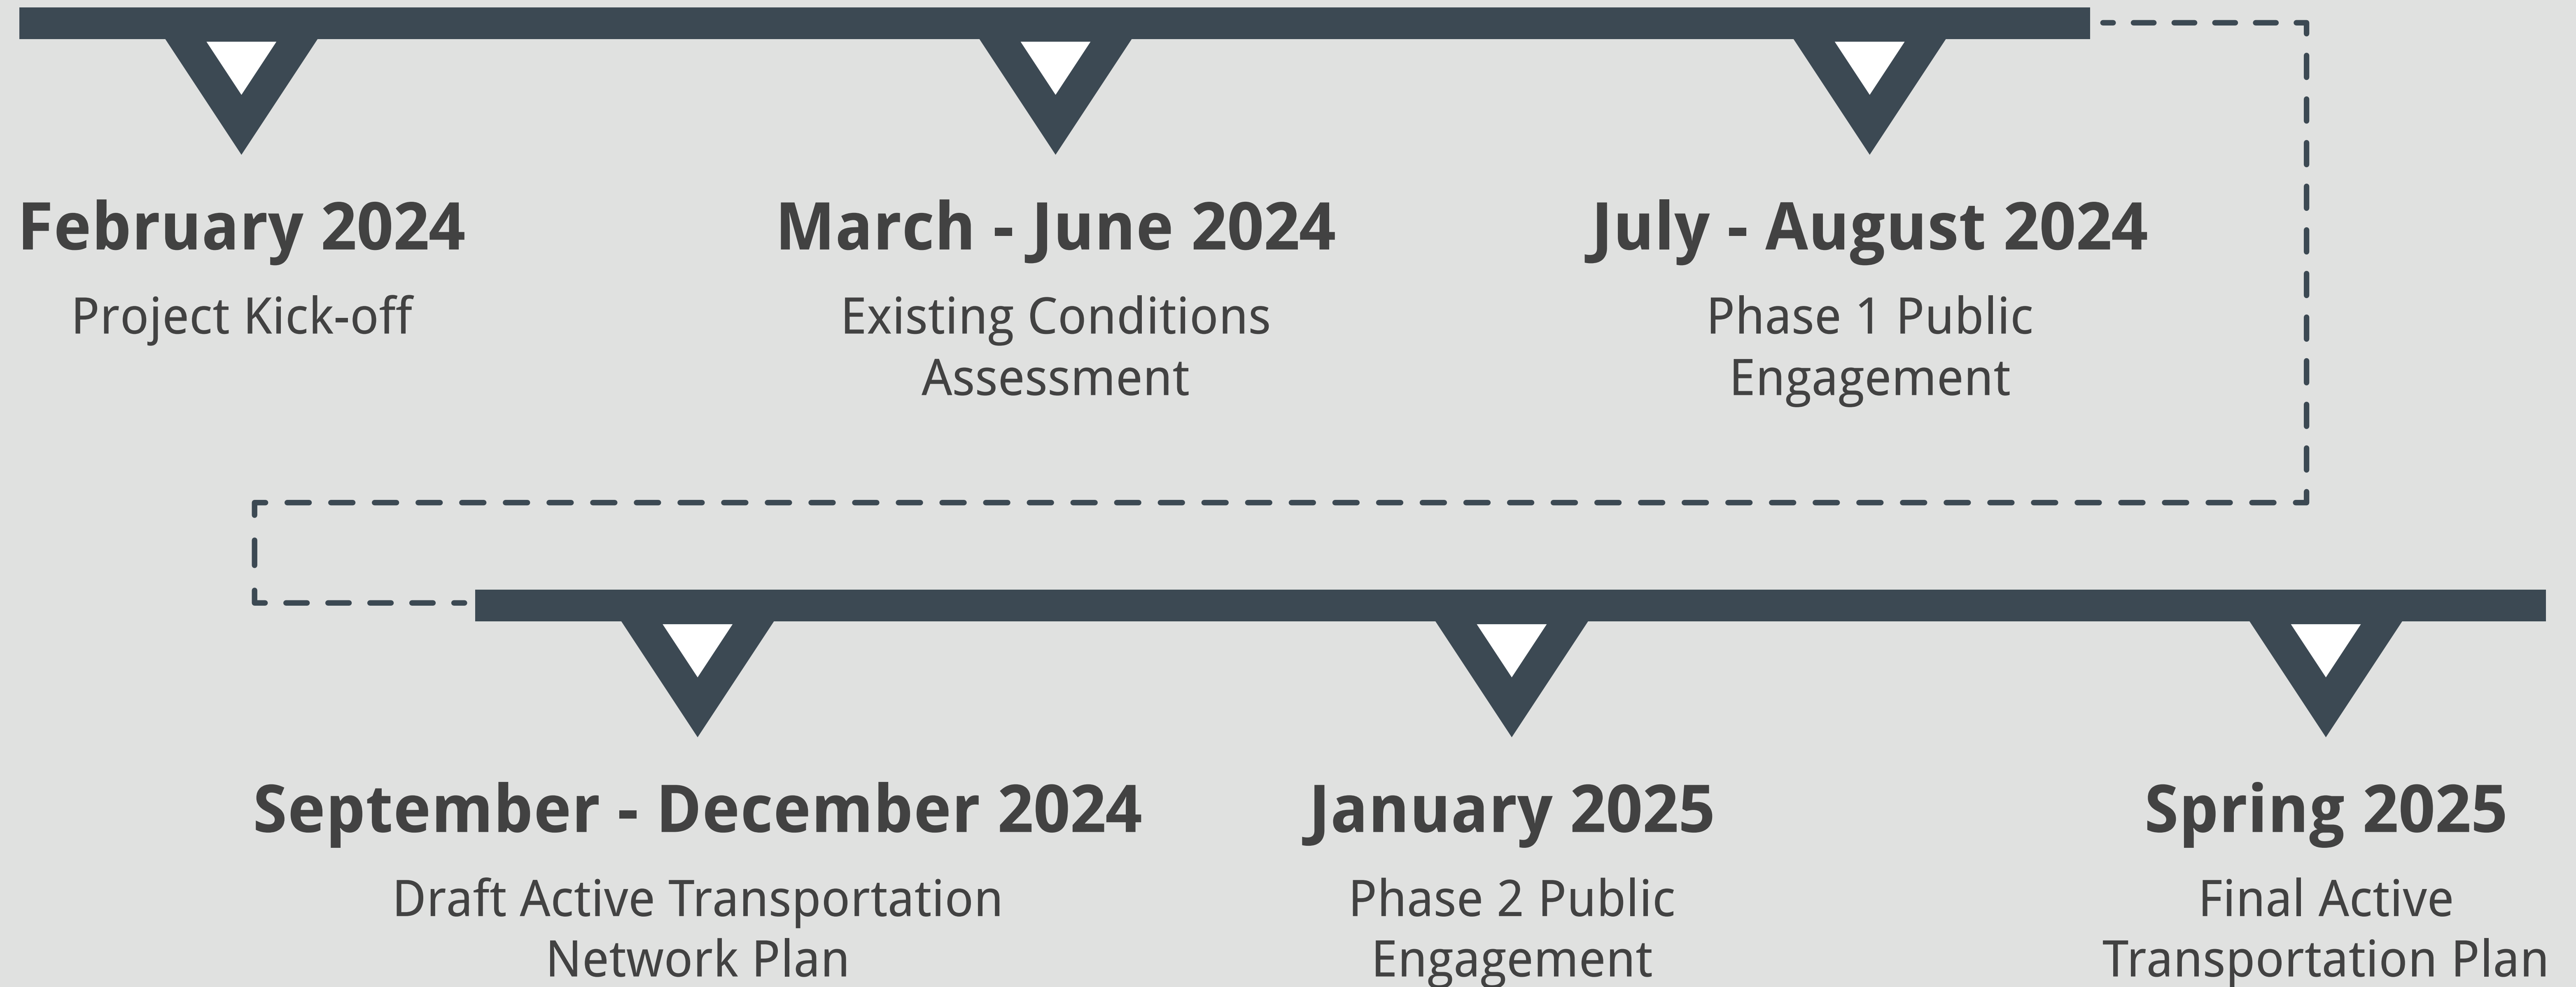 February 2024
Project Kick-off
March - June 2024
Existing Conditions
Assessment
July - August 2024
Phase 1 Public
Engagement
September - December 2024
Draft Active Transportation
Network Plan
January 2025
Phase 2 Public
Engagement
Spring 2025
Final Active
Transportation Plan